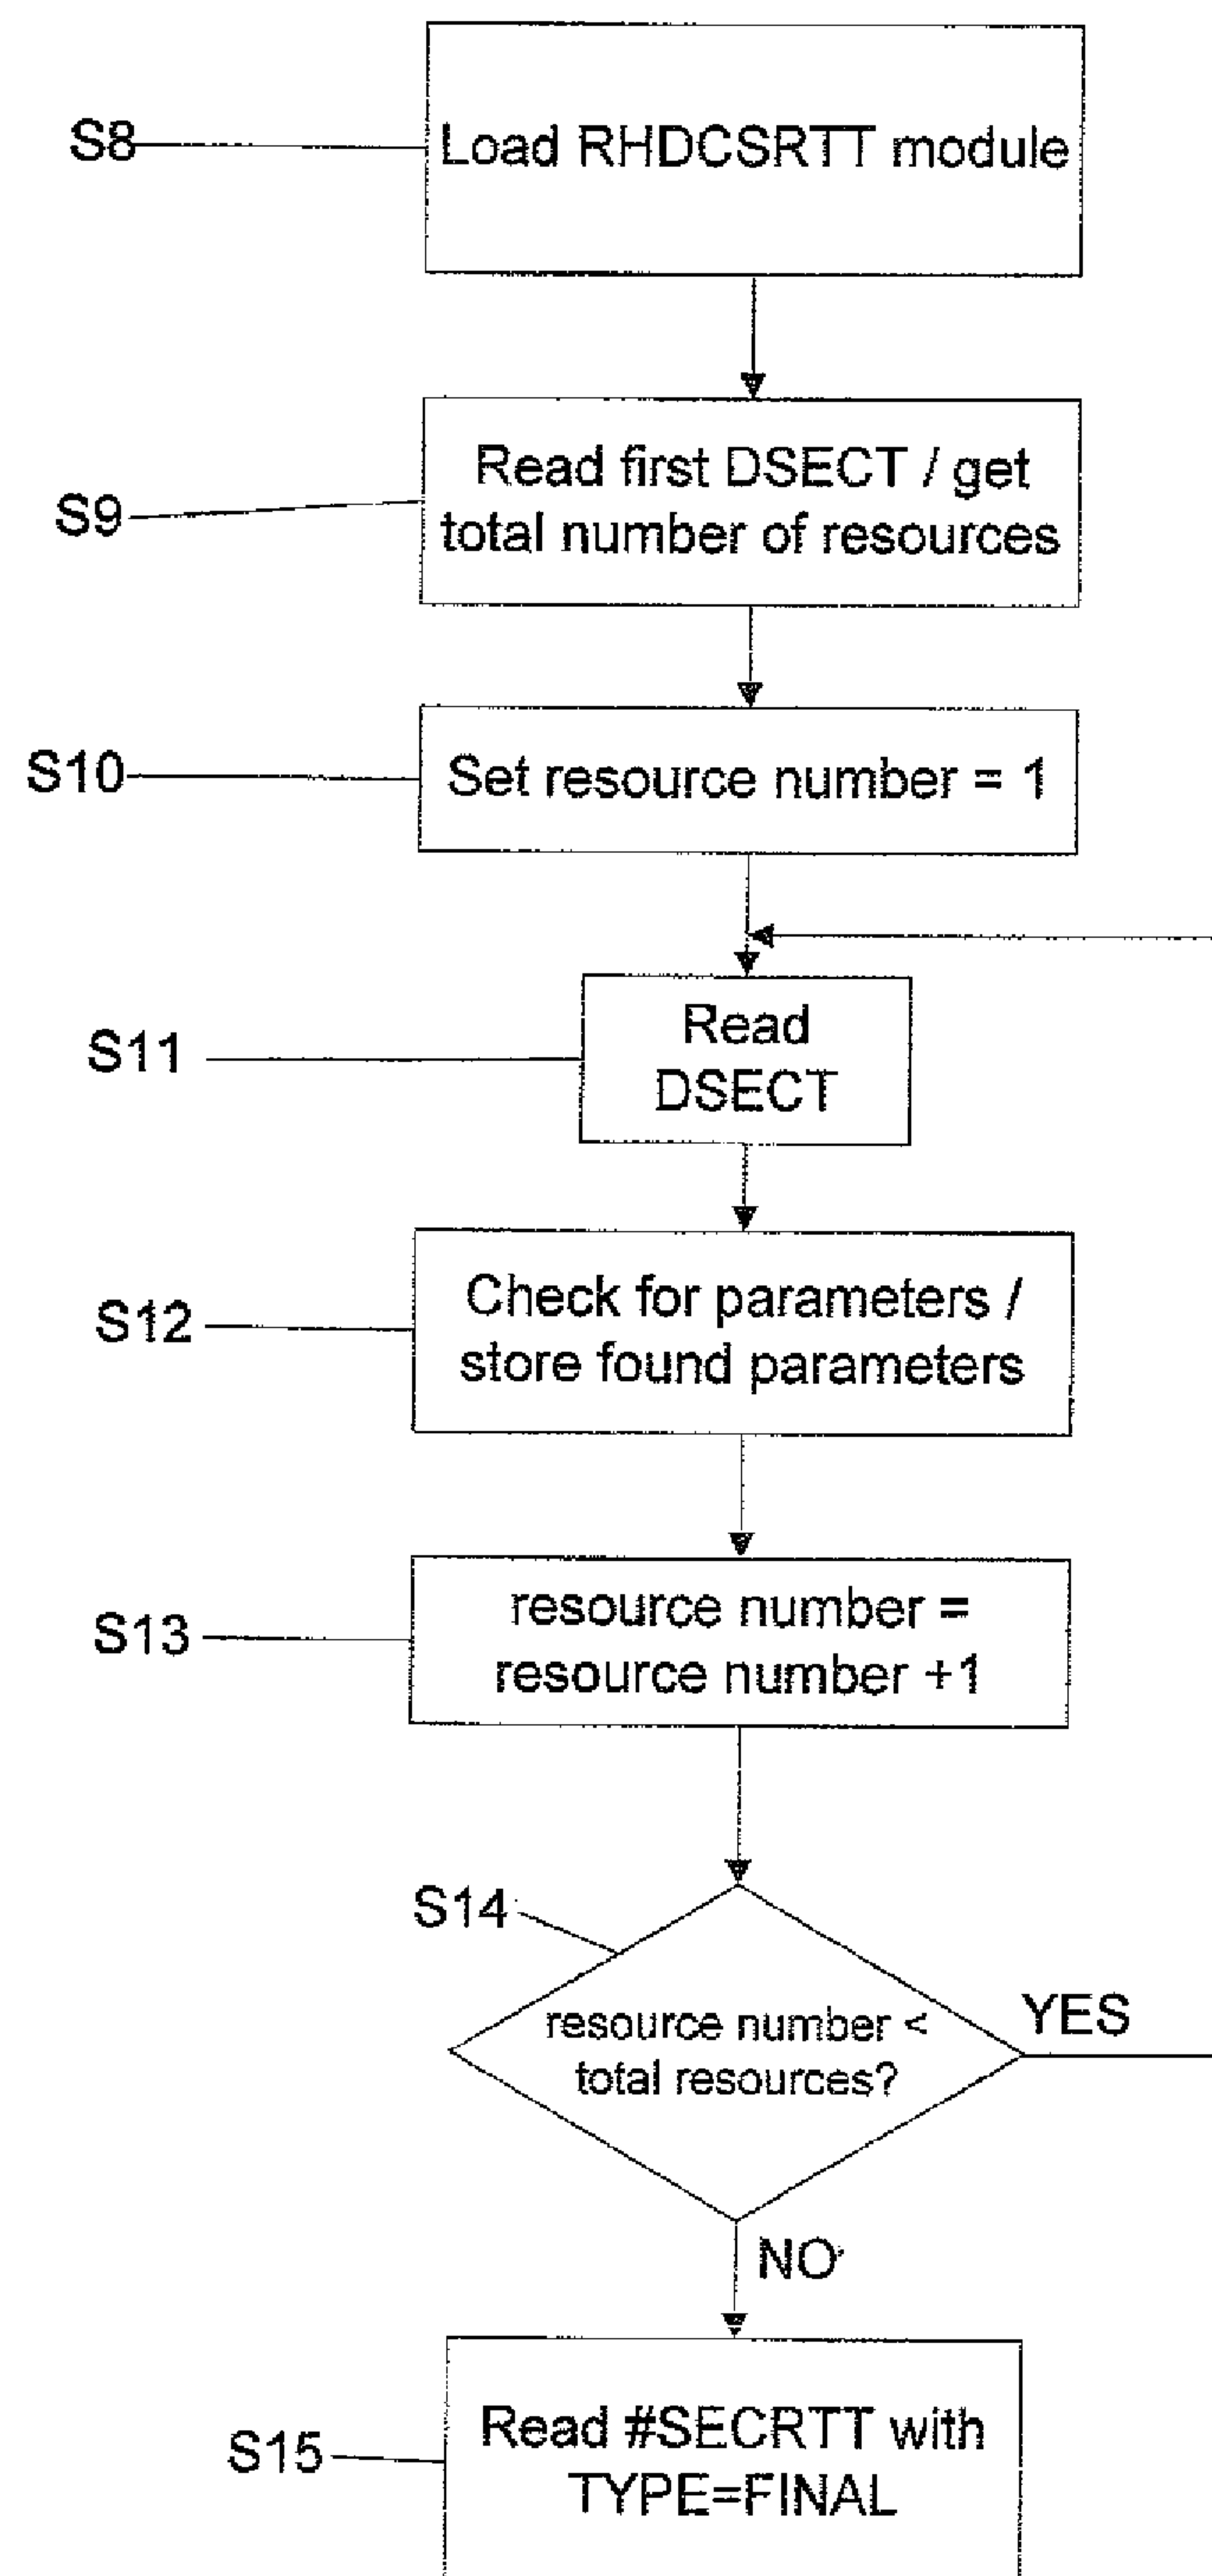 S8
Load RHDCSRTT module
S9
Read first DSECT / get
total number of resources
S10
Set resource number = 1
S11
Read
DSECT
S12
Check for parameters /
store found parameters
S13
resource number =
resource number +1
S14
resource number <
total resources?
YES
NO
S15
Read #SECRTT with
TYPE=FINAL